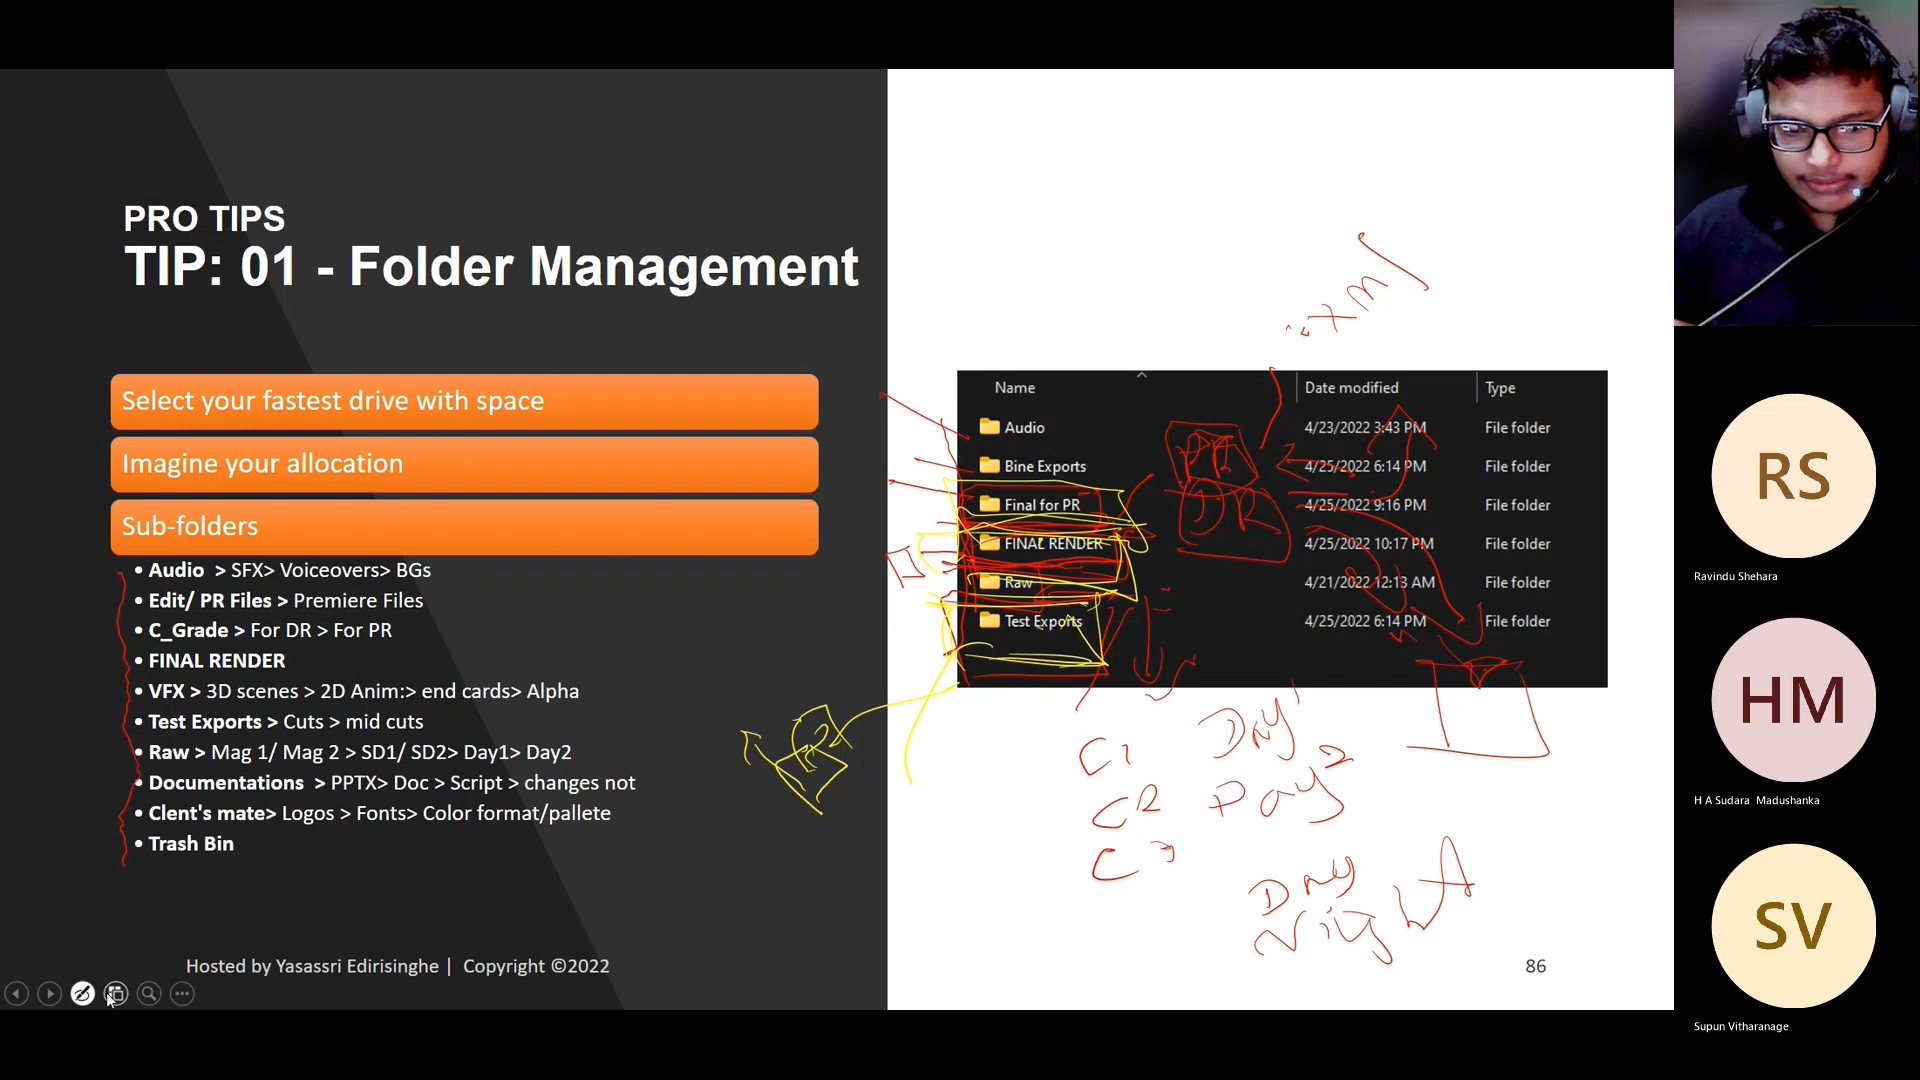 PRO TIPS
TIP: 01 - Folder Management
Select your fastest drive with space
Imagine your allocation
Sub-folders
• Audio > SFX> Voiceovers> BGs
• Edit/ PR Files > Premiere Files
• C_Grade > For DR > For PR
• FINAL RENDER
• VFX > 3D scenes > 2D Anim:> end cards> Alpha
• Test Exports > Cuts > mid cuts
• Raw > Mag 1/ Mag 2 > SD1/ SD2> Day1> Day2
• Documentations > PPTX> Doc > Script > changes not
• Clent's mate> Logos > Fonts> Color format/pallete
• Trash Bin
Hosted by Yasassri Edirisinghe | Copyright ©2022
Name Date modified Type
Audio 4/23/2022 3:43 PM File folder
Bine Exports 4/25/2022 6:14 PM File folder
Final for PR 4/25/2022 9:16 PM File folder
FINAL RENDER 4/25/2022 10:17 PM File folder
Raw 4/21/2022 12:13 AM File folder
Test Exports 4/25/2022 6:14 PM File folder
PR
DR
C1 Day1
C2 Day2
C3
Day
Night
86
RS
Ravindu Shehara
HM
H A Sudara Madushanka
SV
Supun Vitharanage